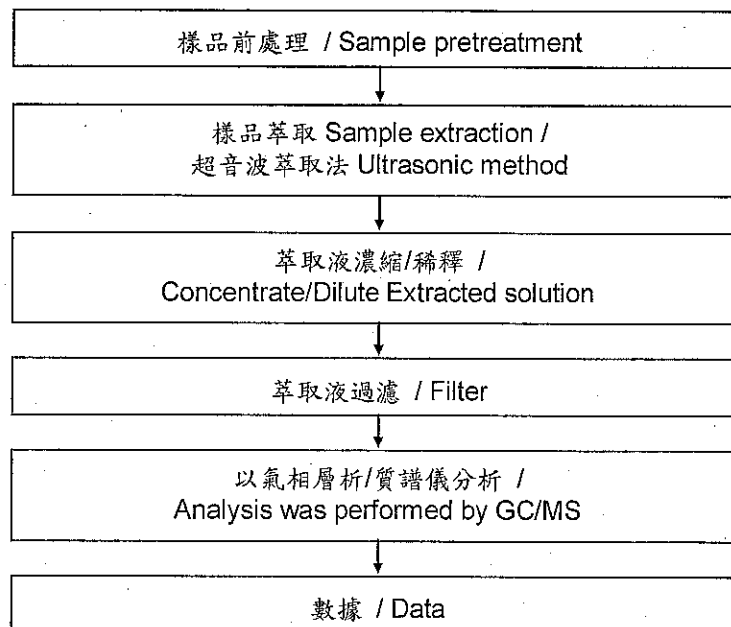 樣品前處理 / Sample pretreatment
樣品萃取 Sample extraction /
超音波萃取法 Ultrasonic method
萃取液濃縮/稀釋 /
Concentrate/Dilute Extracted solution
萃取液過濾 / Filter
以氣相層析/質譜儀分析 /
Analysis was performed by GC/MS
數據 / Data